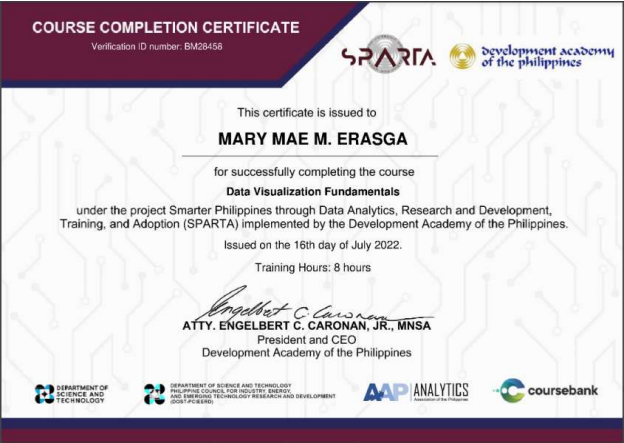 COURSE COMPLETION CERTIFICATE
Verification ID number: BM28458
SPARTA
development academy
of the philippines
This certificate is issued to
MARY MAE M. ERASGA
for successfully completing the course
Data Visualization Fundamentals
under the project Smarter Philippines through Data Analytics, Research and Development,
Training, and Adoption (SPARTA) implemented by the Development Academy of the Philippines.
Issued on the 16th day of July 2022.
Training Hours: 8 hours
Engelbert C. Caronan
ATTY. ENGELBERT C. CARONAN, JR., MNSA
President and CEO
Development Academy of the Philippines
DEPARTMENT OF
SCIENCE AND
TECHNOLOGY
DEPARTMENT OF SCIENCE AND TECHNOLOGY
PHILIPPINE COUNCIL FOR INDUSTRY, ENERGY,
AND EMERGING TECHNOLOGY RESEARCH AND DEVELOPMENT
(DOST-PCIEERD)
AAP ANALYTICS
Association of the Philippines
coursebank